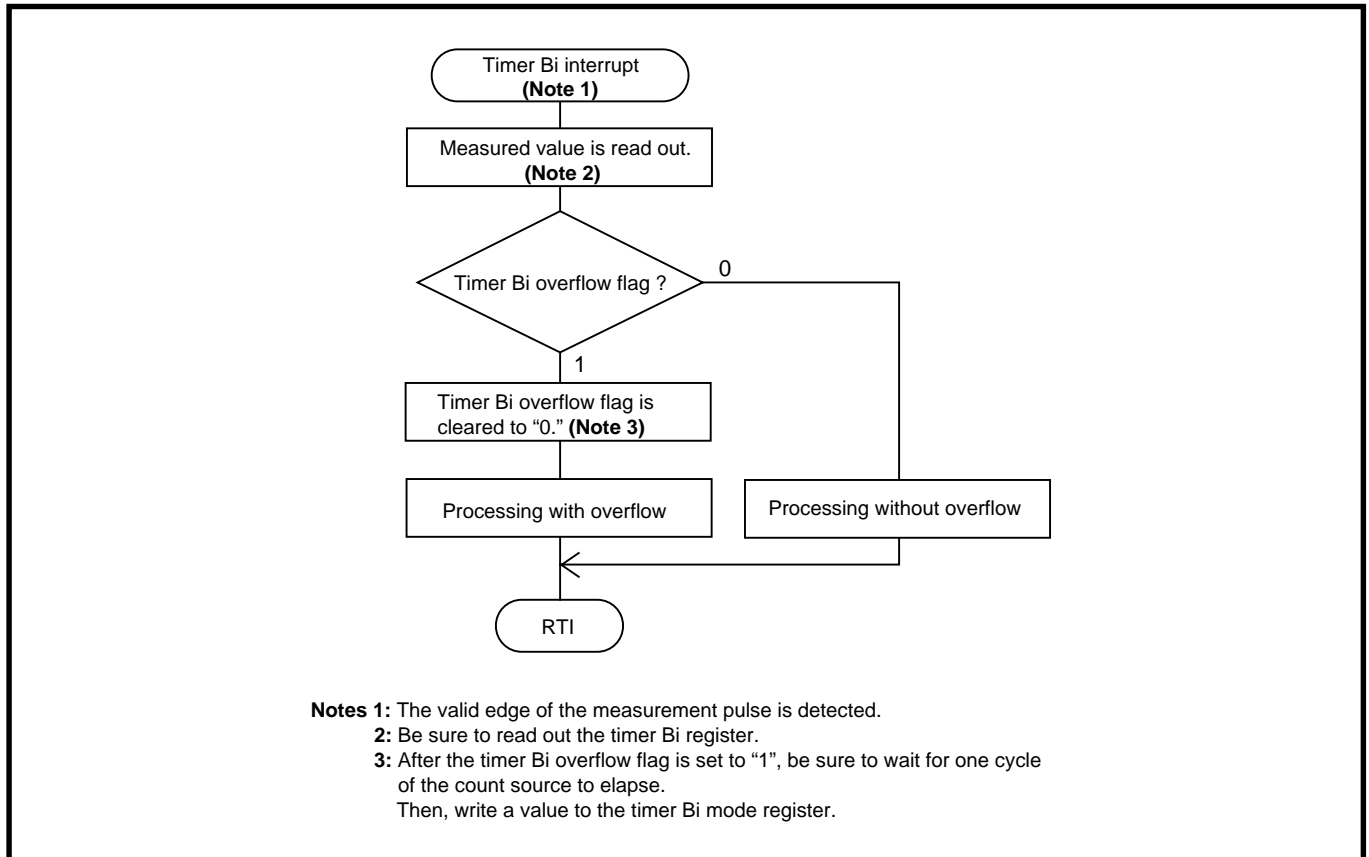 Timer Bi interrupt
(Note 1)
Measured value is read out.
(Note 2)
Timer Bi overflow flag ?
0
1
Timer Bi overflow flag is
cleared to “0.” (Note 3)
Processing with overflow
Processing without overflow
RTI
Notes 1: The valid edge of the measurement pulse is detected.
2: Be sure to read out the timer Bi register.
3: After the timer Bi overflow flag is set to “1”, be sure to wait for one cycle
of the count source to elapse.
Then, write a value to the timer Bi mode register.